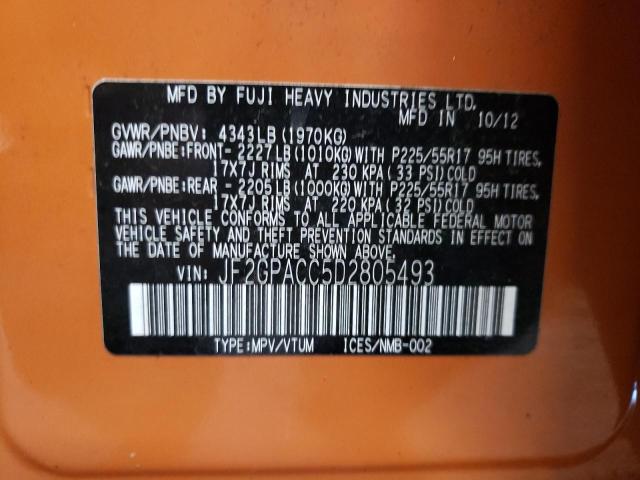 MFD BY FUJI HEAVY INDUSTRIES LTD.
MFD IN 10/12
GVWR/PNBV: 4343LB(1970KG)
GAWR/PNBE:FRONT- 2227LB(1010KG)WITH P225/55R17 95H TIRES,
17X7J RIMS AT 230 KPA( 33 PSI)COLD
GAWR/PNBE:REAR - 2205LB(1000KG)WITH P225/55R17 95H TIRES,
17X7J RIMS AT 220 KPA( 32 PSI)COLD
THIS VEHICLE CONFORMS TO ALL APPLICABLE FEDERAL MOTOR
VEHICLE SAFETY AND THEFT PREVENTION STANDARDS IN EFFECT ON
THE DATE OF MANUFACTURE SHOWN ABOVE.
VIN: JF2GPACC5D2805493
TYPE:MPV/VTUM ICES/NMB-002